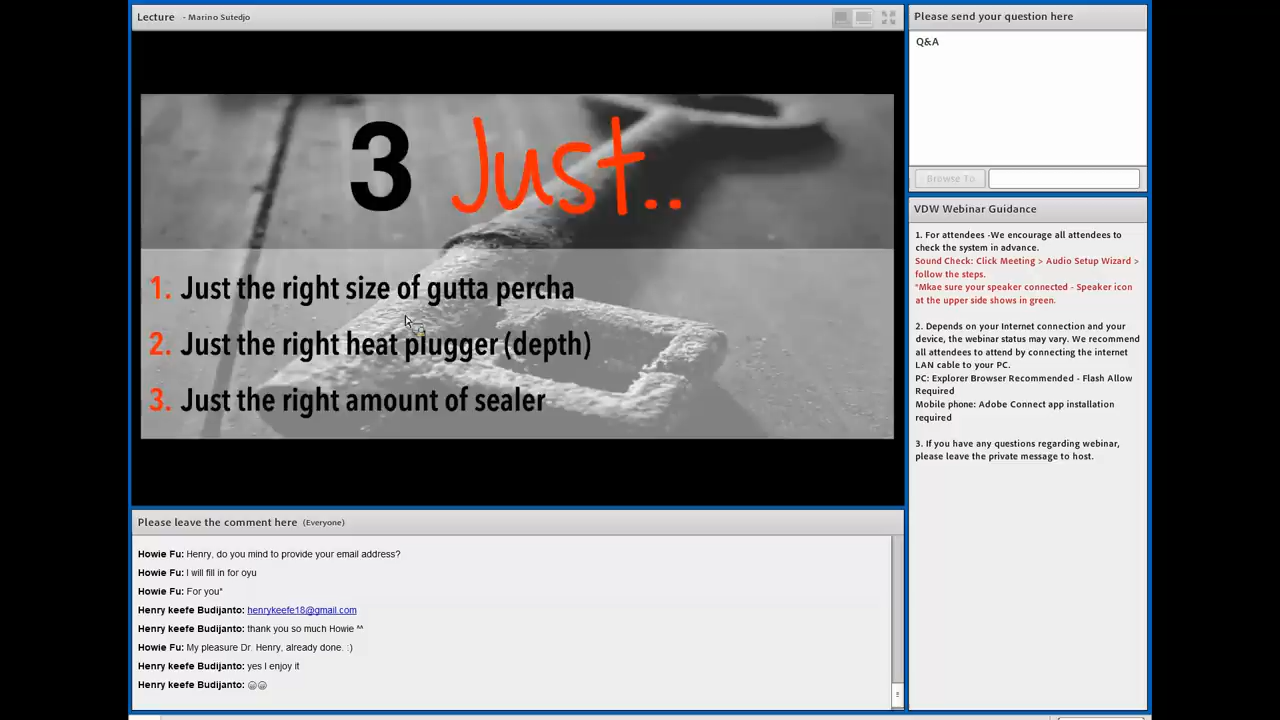 Lecture - Marino Sutedjo
3 Just..
1. Just the right size of gutta percha
2. Just the right heat plugger (depth)
3. Just the right amount of sealer
Please leave the comment here (Everyone)
Howie Fu: Henry, do you mind to provide your email address?
Howie Fu: I will fill in for oyu
Howie Fu: For you*
Henry keefe Budijanto: henrykeefe18@gmail.com
Henry keefe Budijanto: thank you so much Howie ^^
Howie Fu: My pleasure Dr. Henry, already done. :)
Henry keefe Budijanto: yes I enjoy it
Henry keefe Budijanto: 😄😄
Please send your question here
Q&A
Browse To
VDW Webinar Guidance
1. For attendees -We encourage all attendees to
check the system in advance.
Sound Check: Click Meeting > Audio Setup Wizard >
follow the steps.
*Mkae sure your speaker connected - Speaker icon
at the upper side shows in green.
2. Depends on your Internet connection and your
device, the webinar status may vary. We recommend
all attendees to attend by connecting the internet
LAN cable to your PC.
PC: Explorer Browser Recommended - Flash Allow
Required
Mobile phone: Adobe Connect app installation
required
3. If you have any questions regarding webinar,
please leave the private message to host.